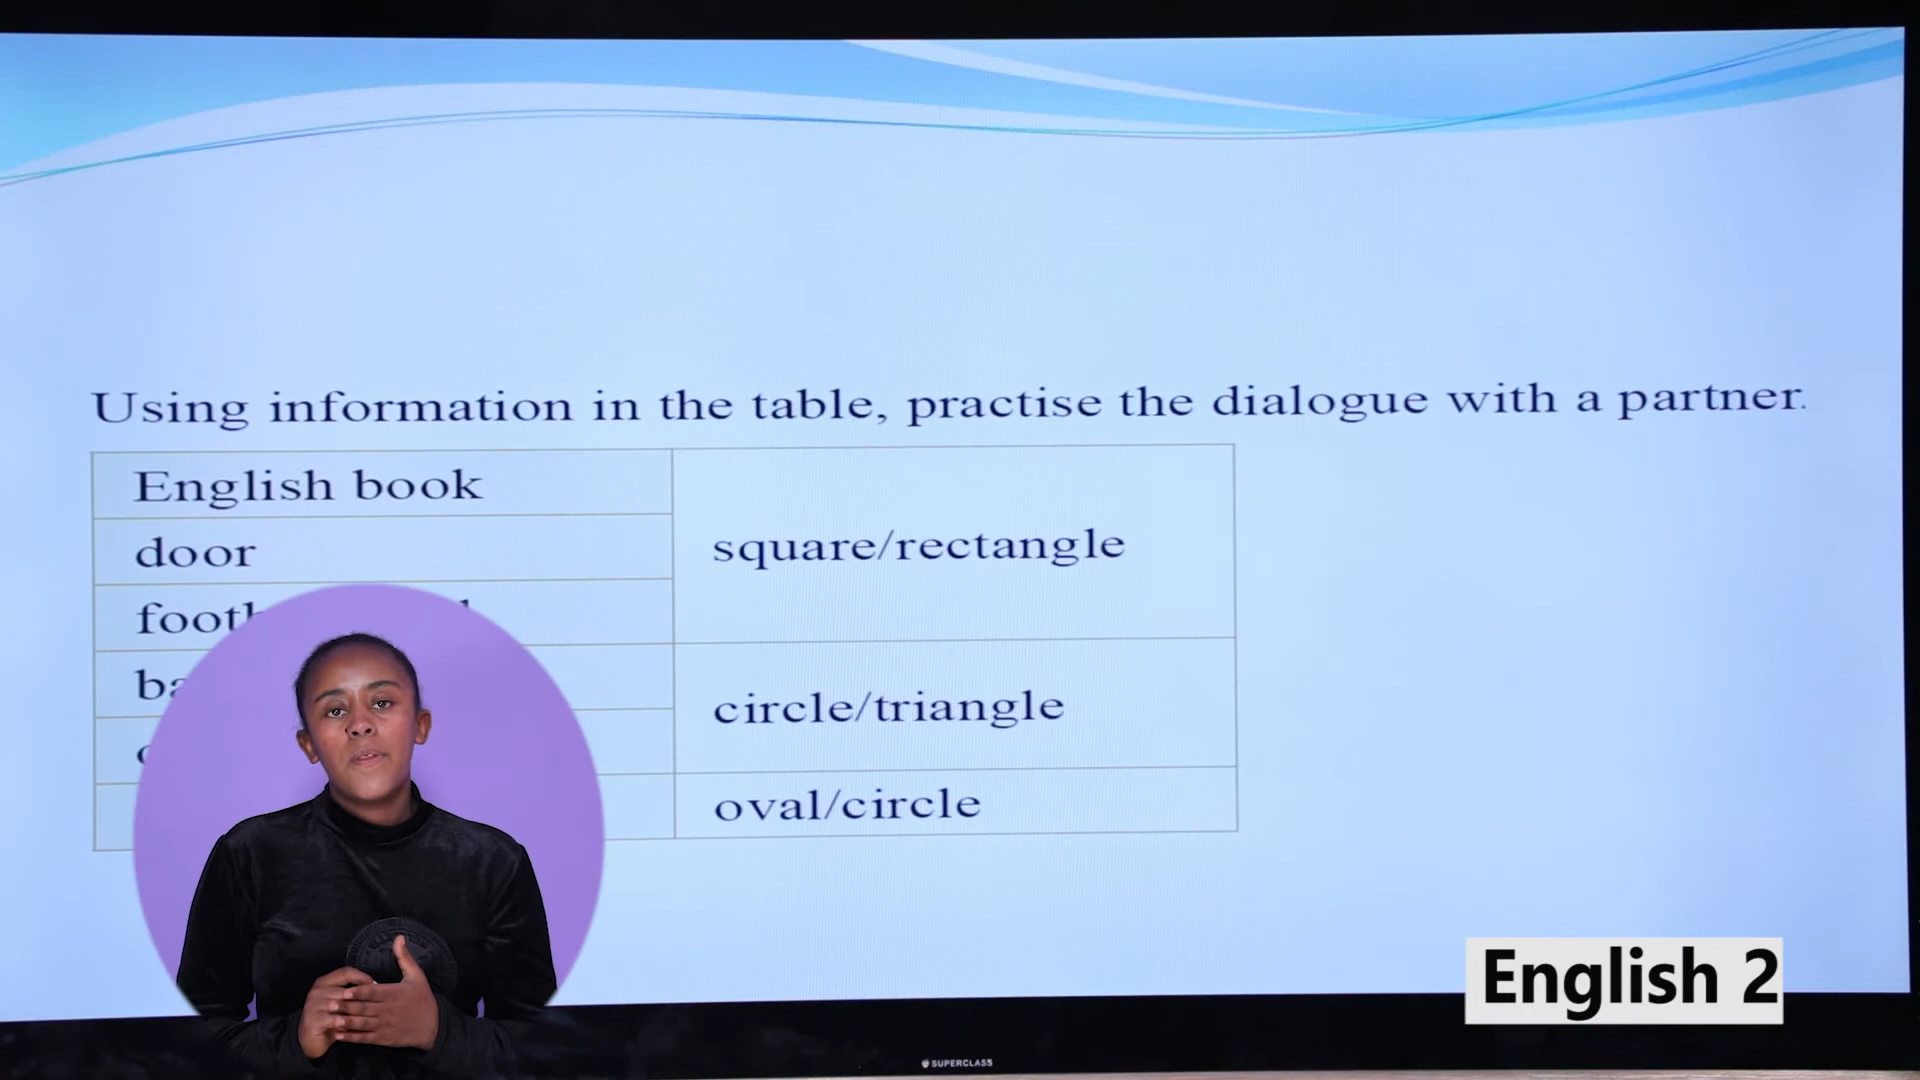 Using information in the table, practise the dialogue with a partner.
English book
door
square/rectangle
circle/triangle
oval/circle
English 2
SUPERCLASS